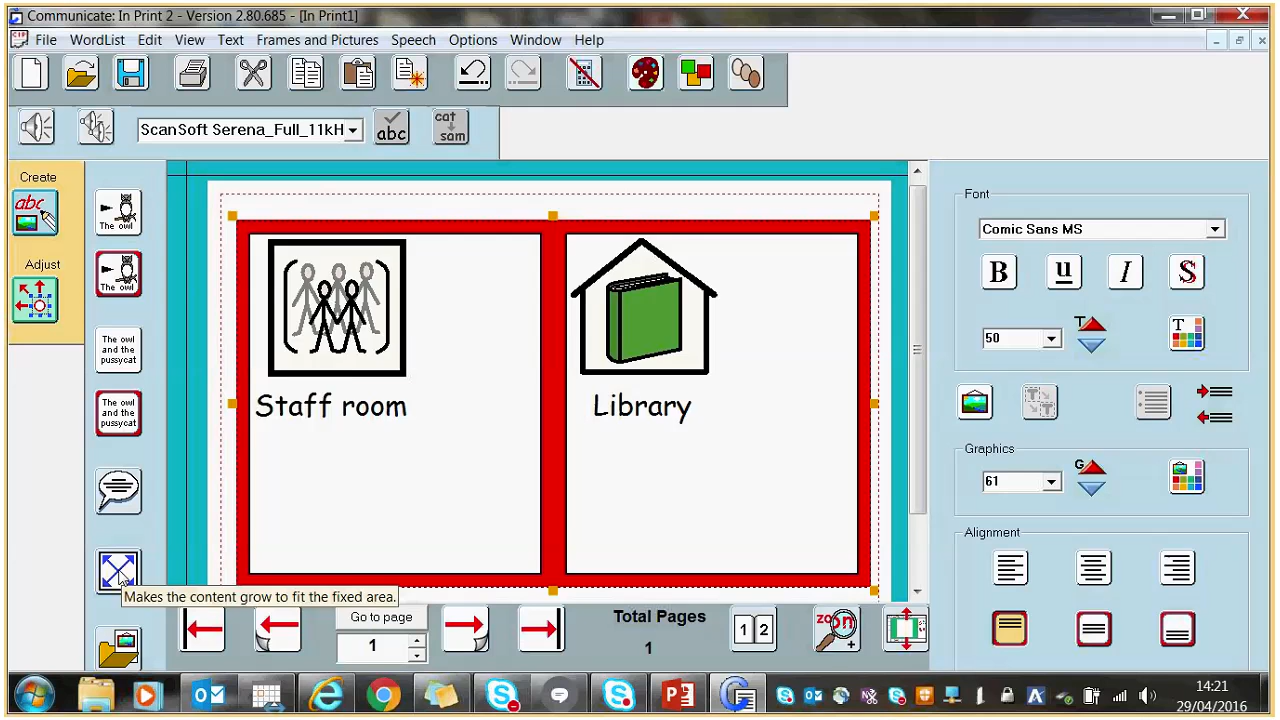 Communicate: In Print 2 - Version 2.80.685 - [In Print1]
File WordList Edit View Text Frames and Pictures Speech Options Window Help
ScanSoft Serena_Full_11kH
abc
cat
sam
Create
abc
The owl
Adjust
The owl
The owl
and the
pussycat
The owl
and the
pussycat
Staff room
Library
Makes the content grow to fit the fixed area.
Font
Comic Sans MS
B u I S
50
T
T
Graphics
61
G
Alignment
Go to page
1
Total Pages
1
1 2
zoom
14:21
29/04/2016